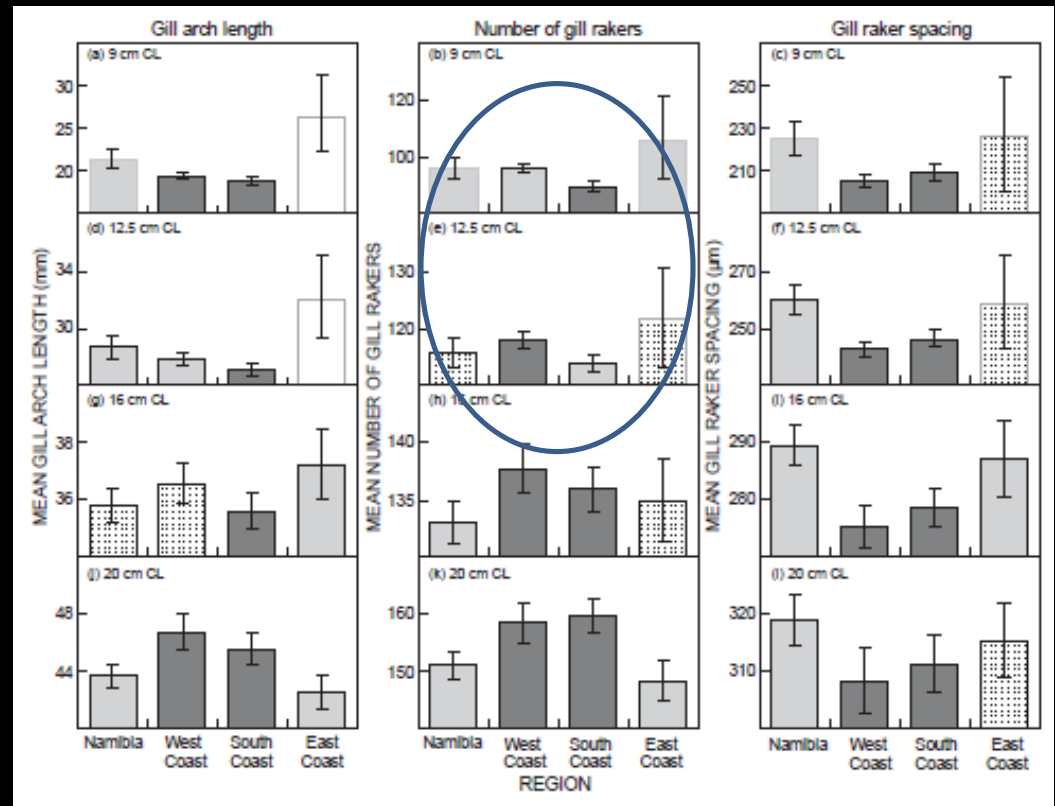 Gill arch length
Number of gill rakers
Gill raker spacing
(a) 9 cm CL
30
25
20
(b) 9 cm CL
120
100
(c) 9 cm CL
250
230
210
(d) 12.5 cm CL
34
30
(e) 12.5 cm CL
130
120
(f) 12.5 cm CL
270
250
(g) 16 cm CL
38
36
(h) 16 cm CL
140
135
(i) 16 cm CL
290
280
(j) 20 cm CL
48
44
(k) 20 cm CL
160
150
(l) 20 cm CL
320
310
MEAN GILL ARCH LENGTH (mm)
MEAN NUMBER OF GILL RAKERS
MEAN GILL RAKER SPACING (µm)
Namibia West Coast South Coast East Coast
Namibia West Coast South Coast East Coast
Namibia West Coast South Coast East Coast
REGION